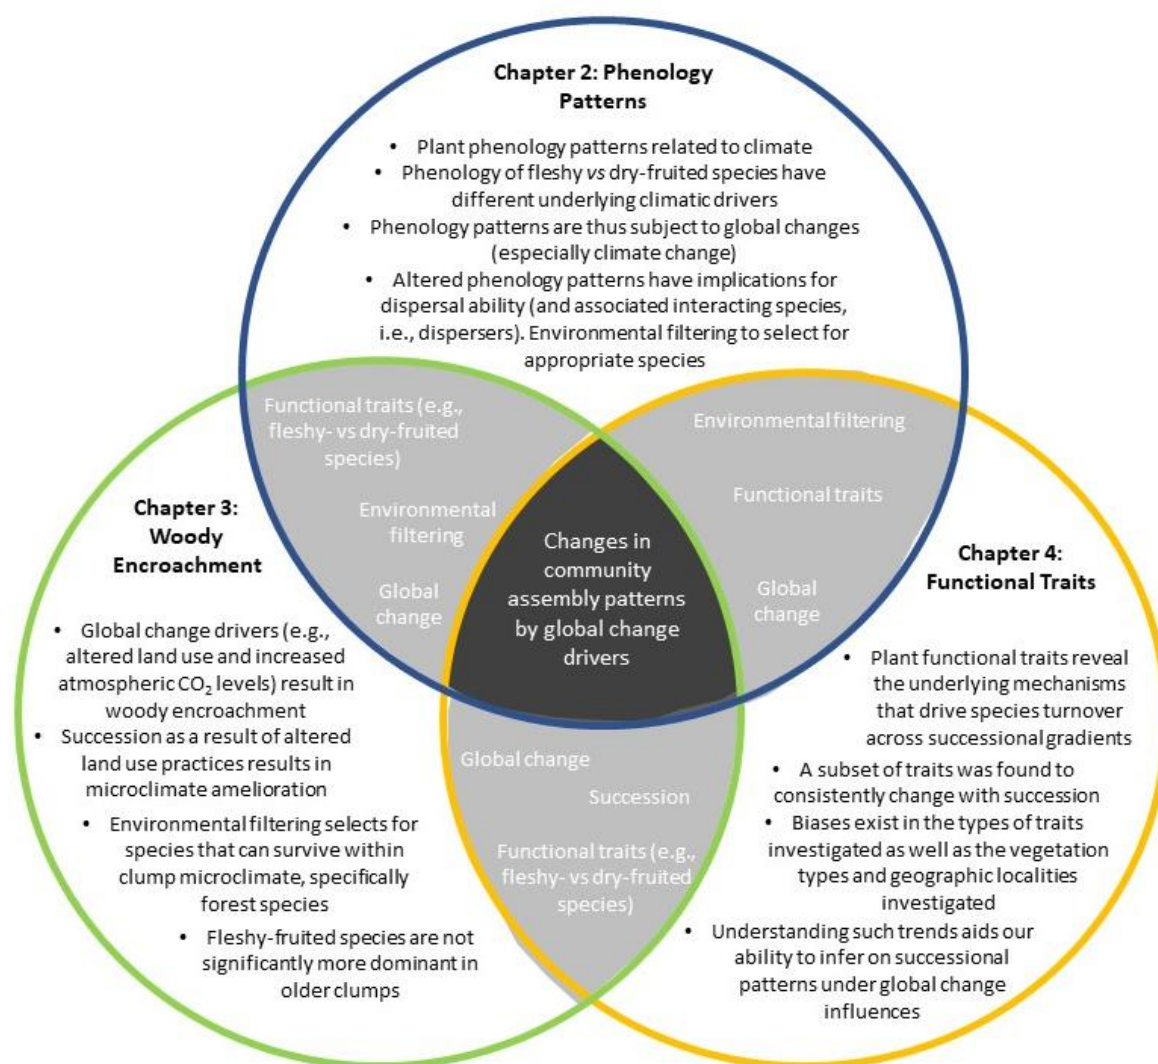 Chapter 2: Phenology
Patterns
• Plant phenology patterns related to climate
• Phenology of fleshy vs dry-fruited species have
different underlying climatic drivers
• Phenology patterns are thus subject to global changes
(especially climate change)
• Altered phenology patterns have implications for
dispersal ability (and associated interacting species,
i.e., dispersers). Environmental filtering to select for
appropriate species
Functional traits (e.g.,
fleshy- vs dry-fruited
species)
Environmental
filtering
Global
change
Environmental filtering
Functional traits
Global
change
Changes in
community
assembly patterns
by global change
drivers
Chapter 3:
Woody
Encroachment
• Global change drivers (e.g.,
altered land use and increased
atmospheric CO₂ levels) result in
woody encroachment
• Succession as a result of altered
land use practices results in
microclimate amelioration
• Environmental filtering selects for
species that can survive within
clump microclimate, specifically
forest species
• Fleshy-fruited species are not
significantly more dominant in
older clumps
Global change
Succession
Functional traits (e.g.,
fleshy- vs dry-fruited
species)
Chapter 4:
Functional Traits
• Plant functional traits reveal
the underlying mechanisms
that drive species turnover
across successional gradients
• A subset of traits was found to
consistently change with succession
• Biases exist in the types of traits
investigated as well as the vegetation
types and geographic localities
investigated
• Understanding such trends aids our
ability to infer on successional
patterns under global change
influences